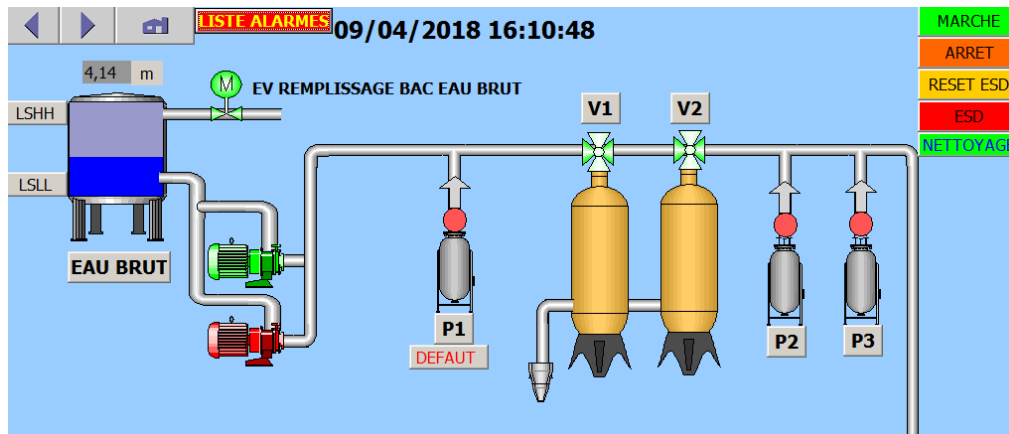 LISTE ALARMES
09/04/2018 16:10:48
MARCHE
ARRET
RESET ESD
ESD
NETTOYAGE
4,14 m
M
EV REMPLISSAGE BAC EAU BRUT
LSHH
V1
V2
LSLL
EAU BRUT
P1
DEFAUT
P2
P3